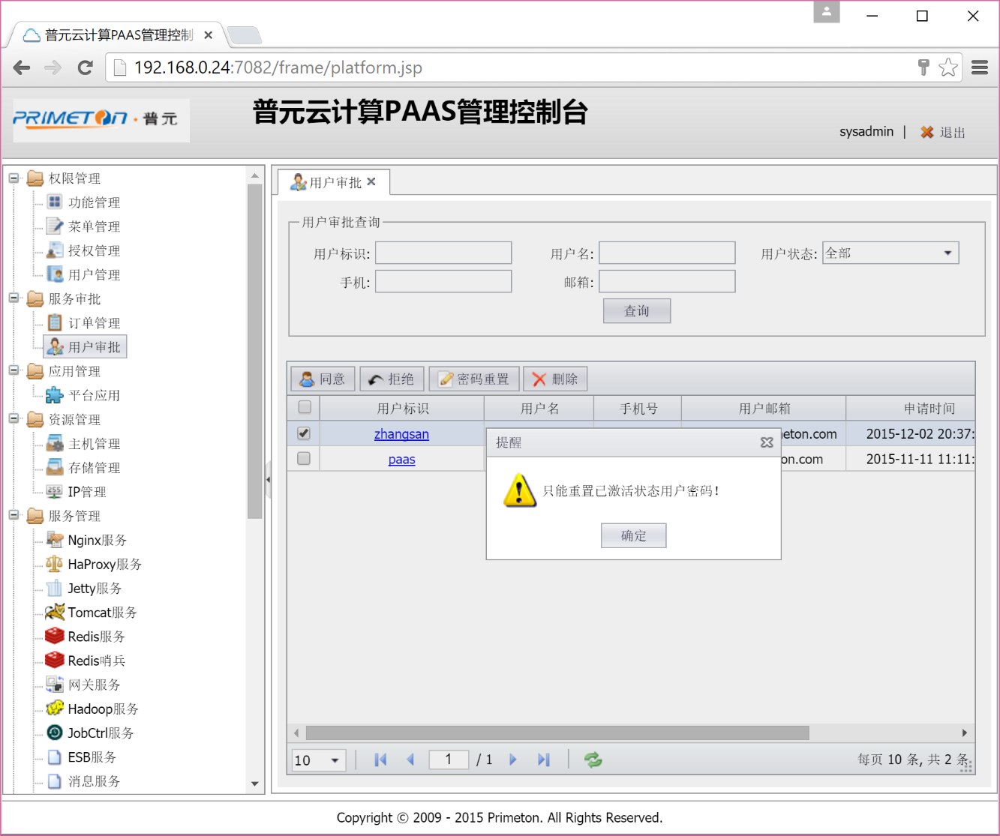 普元云计算PAAS管理控制
192.168.0.24:7082/frame/platform.jsp
PRIMETON · 普元
普元云计算PAAS管理控制台
sysadmin | 退出
权限管理
功能管理
菜单管理
授权管理
用户管理
服务审批
订单管理
用户审批
应用管理
平台应用
资源管理
主机管理
存储管理
IP管理
服务管理
Nginx服务
HaProxy服务
Jetty服务
Tomcat服务
Redis服务
Redis哨兵
网关服务
Hadoop服务
JobCtrl服务
ESB服务
消息服务
用户审批
用户审批查询
用户标识: 用户名: 用户状态: 全部
手机: 邮箱:
查询
同意 拒绝 密码重置 删除
用户标识 用户名 手机号 用户邮箱 申请时间
zhangsan eton.com 2015-12-02 20:37:
paas on.com 2015-11-11 11:11:
提醒
只能重置已激活状态用户密码!
确定
10 1 / 1 每页 10 条, 共 2 条
Copyright © 2009 - 2015 Primeton. All Rights Reserved.